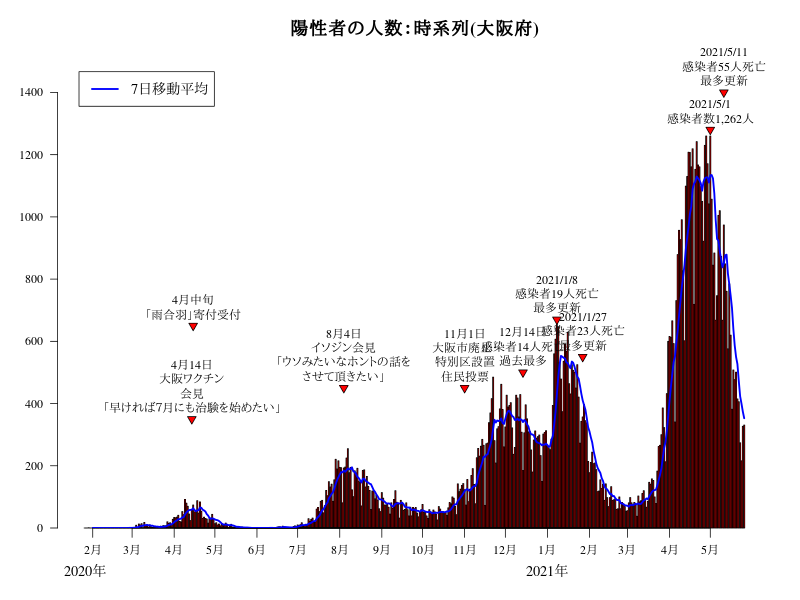 陽性者の人数：時系列(大阪府)
7日移動平均
2021/5/11
感染者55人死亡
最多更新
2021/5/1
感染者数1,262人
2021/1/8
感染者19人死亡
最多更新
2021/1/27
感染者23人死亡
最多更新
12月14日
感染者14人死亡
過去最多
11月1日
大阪市廃止
特別区設置
住民投票
8月4日
イソジン会見
「ウソみたいなホントの話を
させて頂きたい」
4月中旬
「雨合羽」寄付受付
4月14日
大阪ワクチン
会見
「早ければ7月にも治験を始めたい」
1400
1200
1000
800
600
400
200
0
2月 3月 4月 5月 6月 7月 8月 9月 10月 11月 12月 1月 2月 3月 4月 5月
2020年 2021年